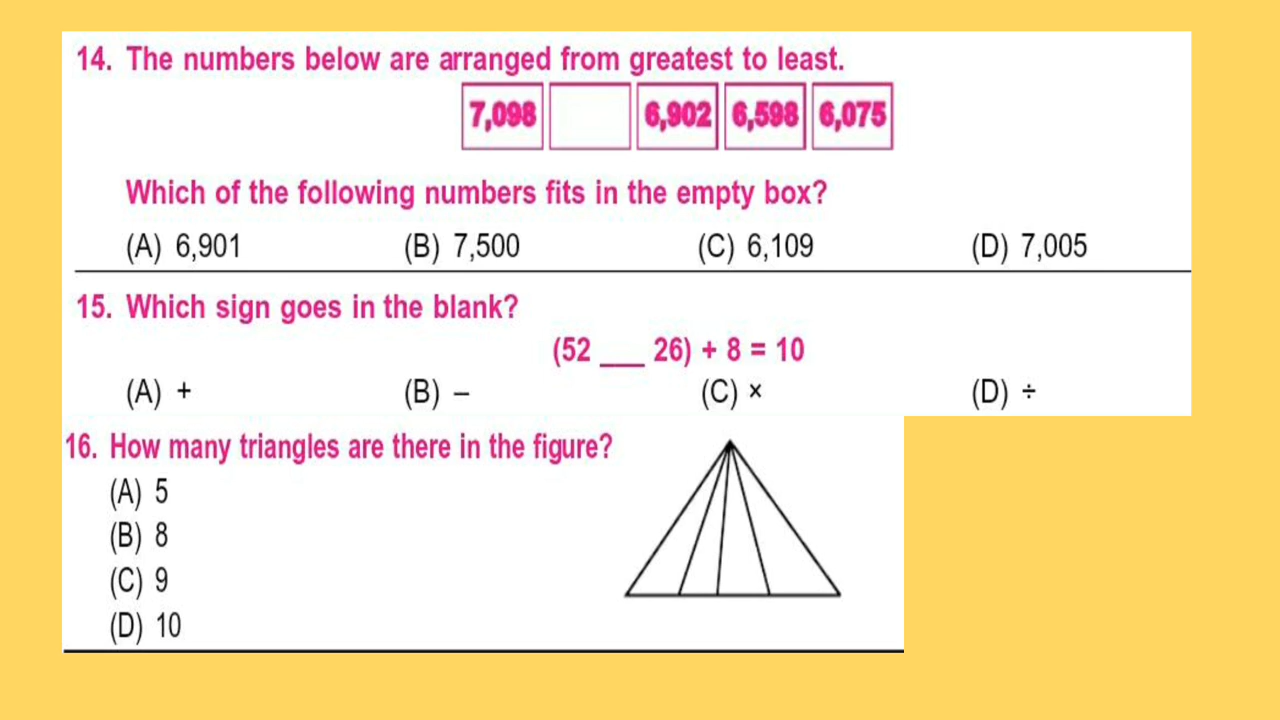 14. The numbers below are arranged from greatest to least.
7,098 6,902 6,598 6,075
Which of the following numbers fits in the empty box?
(A) 6,901 (B) 7,500 (C) 6,109 (D) 7,005
15. Which sign goes in the blank?
(52 ___ 26) + 8 = 10
(A) + (B) – (C) × (D) ÷
16. How many triangles are there in the figure?
(A) 5
(B) 8
(C) 9
(D) 10